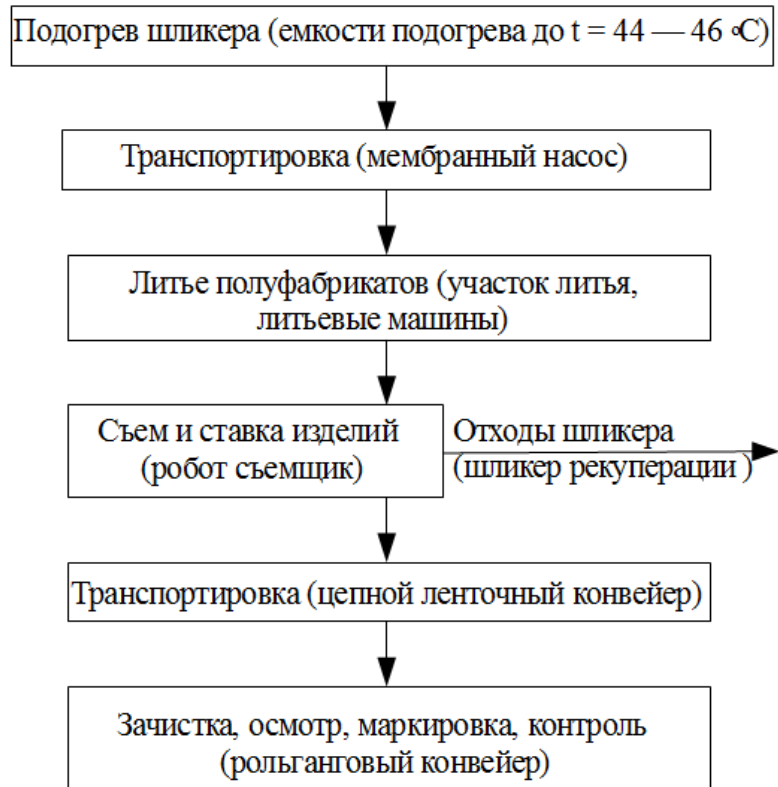 Подогрев шликера (емкости подогрева до t = 44 — 46 °С)
Транспортировка (мембранный насос)
Литье полуфабрикатов (участок литья,
литьевые машины)
Съем и ставка изделий
(робот съемщик)
Отходы шликера
(шликер рекуперации )
Транспортировка (цепной ленточный конвейер)
Зачистка, осмотр, маркировка, контроль
(рольганговый конвейер)